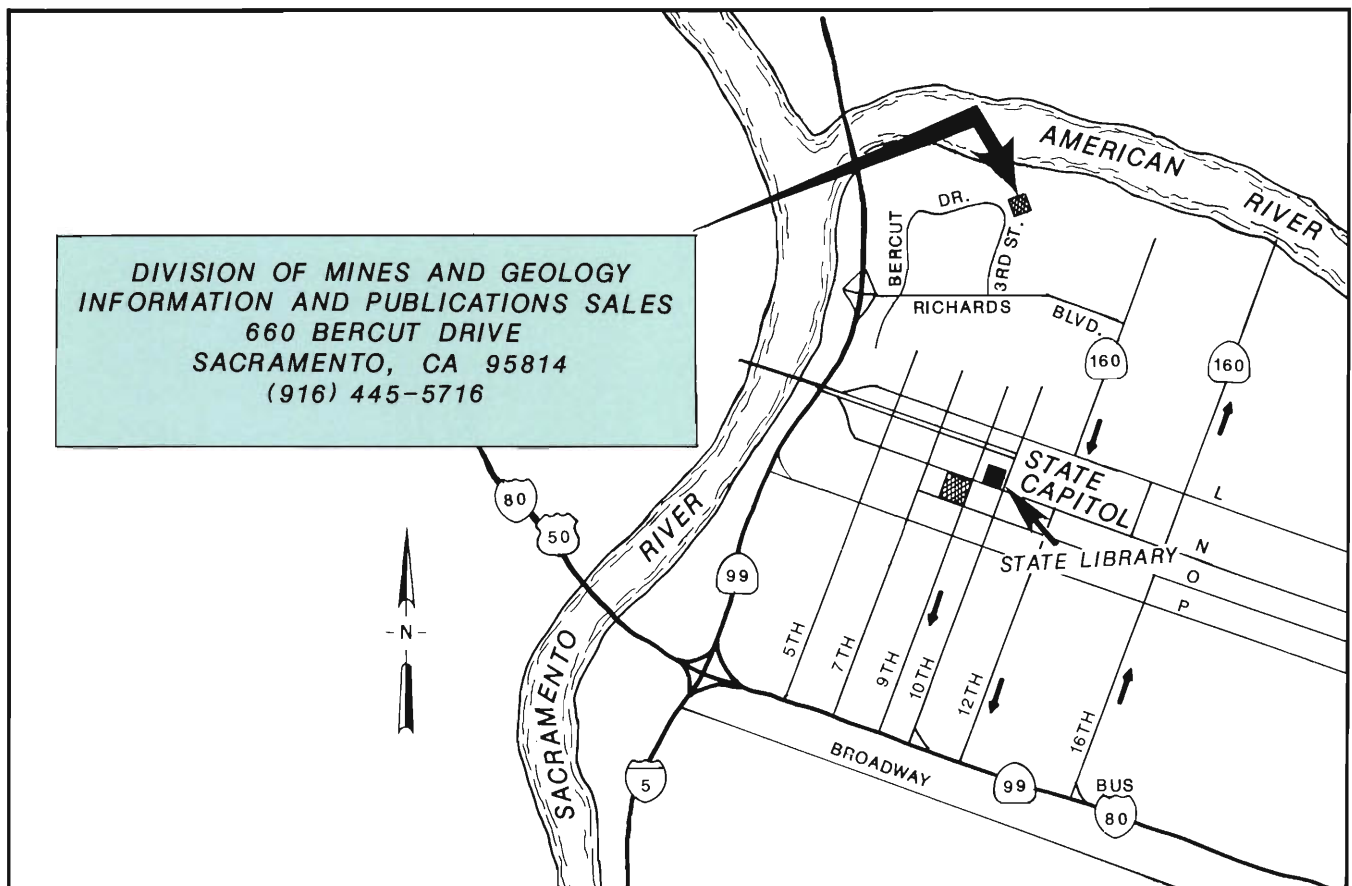 AMERICAN
RIVER
DIVISION OF MINES AND GEOLOGY
INFORMATION AND PUBLICATIONS SALES
660 BERCUT DRIVE
SACRAMENTO, CA 95814
(916) 445-5716
BERCUT
DR.
3RD ST.
RICHARDS
BLVD.
160
160
80
50
STATE
CAPITOL
L
N
O
P
STATE LIBRARY
RIVER
SACRAMENTO
99
-N-
5TH
7TH
9TH
10TH
12TH
16TH
BROADWAY
5
99
BUS
80